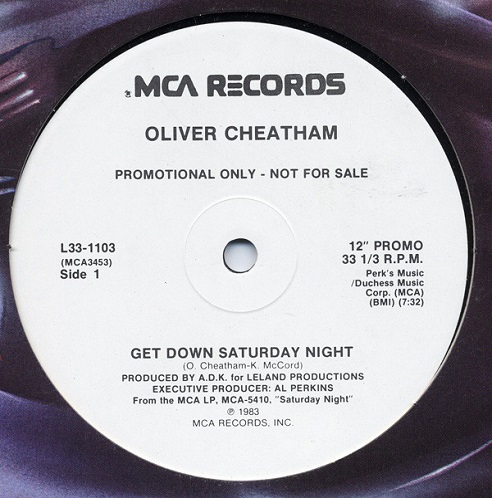 MCA RECORDS
OLIVER CHEATHAM
PROMOTIONAL ONLY - NOT FOR SALE
L33-1103
(MCA3453)
Side 1
12" PROMO
33 1/3 R.P.M.
Perk's Music
/Duchess Music
Corp. (MCA)
(BMI) (7:32)
GET DOWN SATURDAY NIGHT
(O. Cheatham-K. McCord)
PRODUCED BY A.D.K. for LELAND PRODUCTIONS
EXECUTIVE PRODUCER: AL PERKINS
From the MCA LP, MCA-5410, "Saturday Night"
℗ 1983
MCA RECORDS, INC.